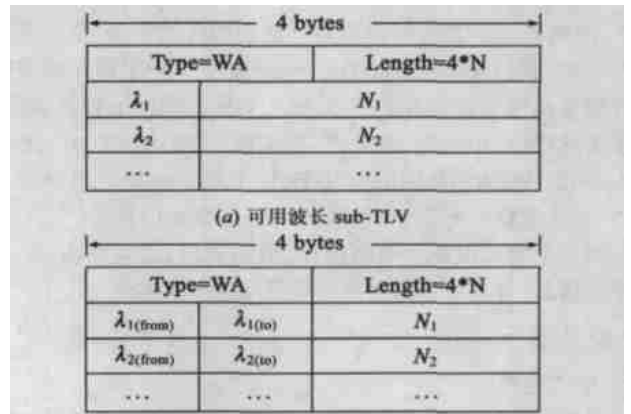 4 bytes
Type=WA Length=4*N
λ1 N1
λ2 N2
… …
(a) 可用波长 sub-TLV
4 bytes
Type=WA Length=4*N
λ1(from) λ1(to) N1
λ2(from) λ2(to) N2
… … …